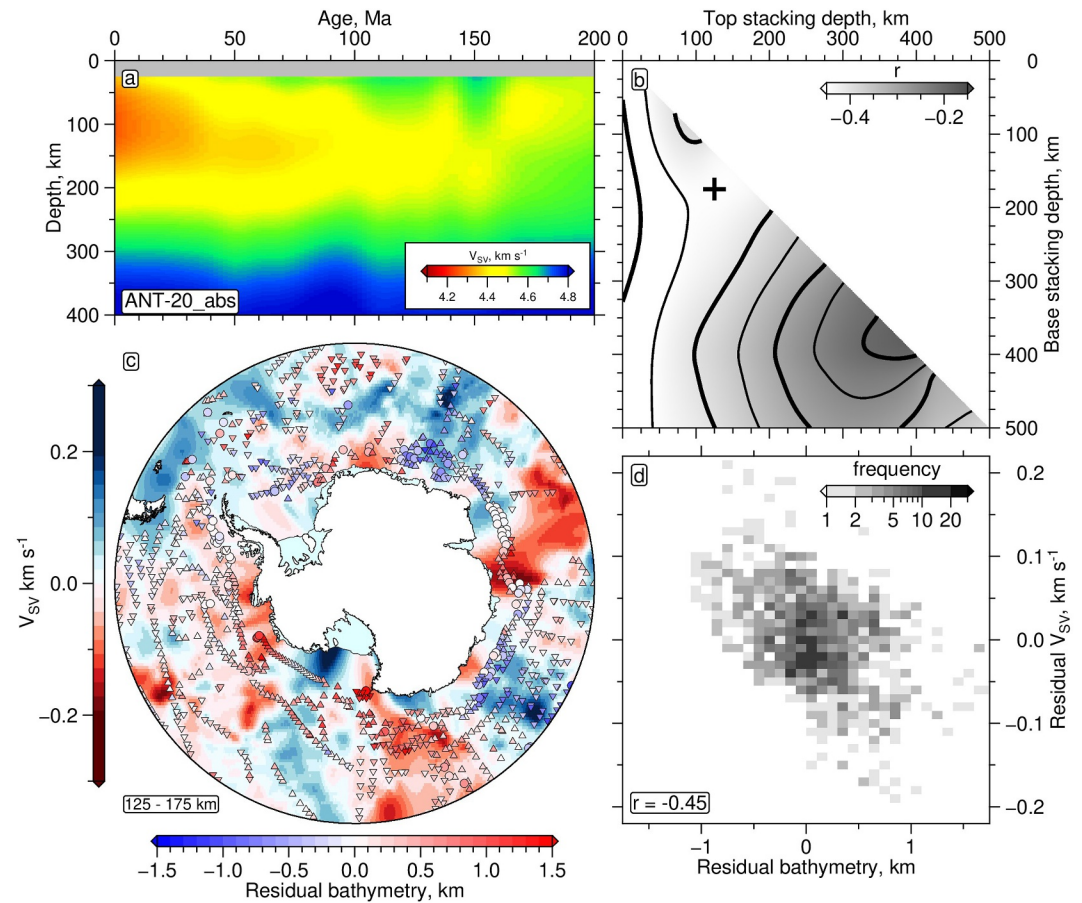 Age, Ma
0 50 100 150 200
Depth, km
0
100
200
300
400
a
V_SV, km s⁻¹
4.2 4.4 4.6 4.8
ANT-20_abs
Top stacking depth, km
0 100 200 300 400 500
b
r
−0.4 −0.2
0
100
200
300
400
500
Base stacking depth, km
c
V_SV km s⁻¹
0.2
0.0
−0.2
125 - 175 km
−1.5 −1.0 −0.5 0.0 0.5 1.0 1.5
Residual bathymetry, km
d
frequency
1 2 5 10 20
0.2
0.1
0.0
−0.1
−0.2
Residual V_SV, km s⁻¹
r = -0.45
−1 0 1
Residual bathymetry, km